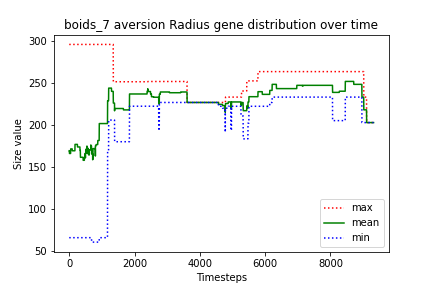 boids_7 aversion Radius gene distribution over time
Size value
300
250
200
150
100
50
0
2000
4000
6000
8000
Timesteps
max
mean
min